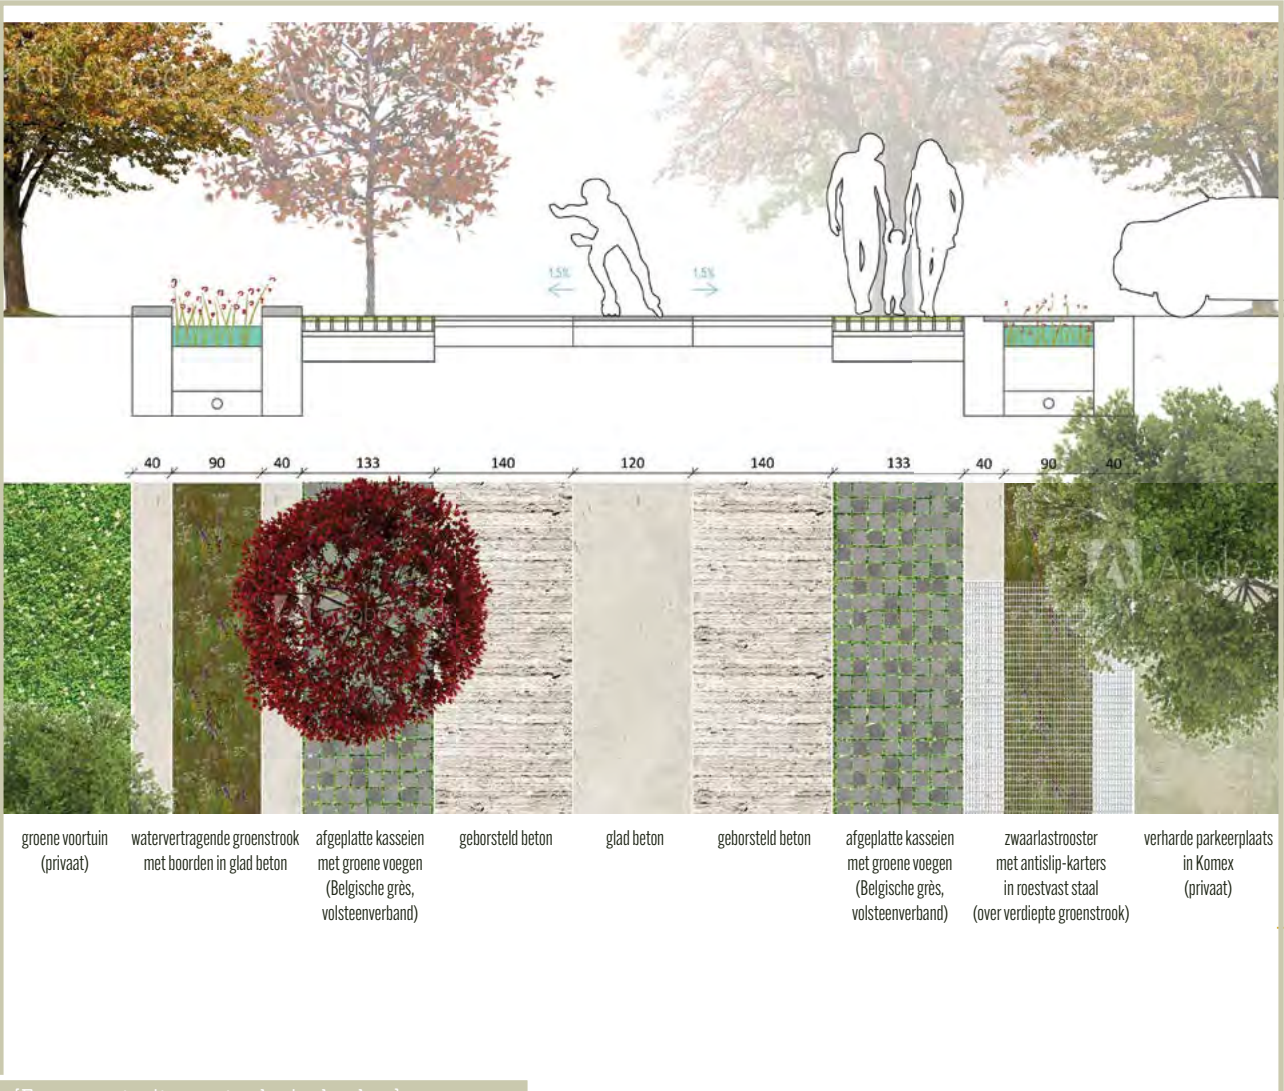 1,5%
1,5%
40 90 40 133 140 120 140 133 40 90 40
Adobe
groene voortuin
(privaat)
watervertragende groenstrook
met boorden in glad beton
afgeplatte kasseien
met groene voegen
(Belgische grès,
volsteenverband)
geborsteld beton
glad beton
geborsteld beton
afgeplatte kasseien
met groene voegen
(Belgische grès,
volsteenverband)
zwaarlastrooster
met antislip-karters
in roestvast staal
(over verdiepte groenstrook)
verharde parkeerplaats
in Komex
(privaat)